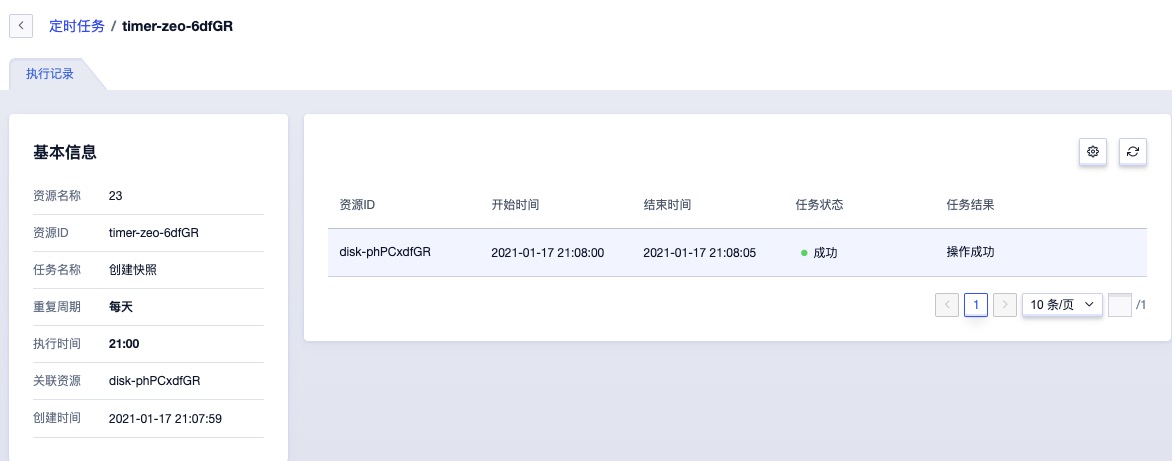 定时任务 / timer-zeo-6dfGR
执行记录
基本信息
资源名称 23
资源ID timer-zeo-6dfGR
任务名称 创建快照
重复周期 每天
执行时间 21:00
关联资源 disk-phPCxdfGR
创建时间 2021-01-17 21:07:59
资源ID 开始时间 结束时间 任务状态 任务结果
disk-phPCxdfGR 2021-01-17 21:08:00 2021-01-17 21:08:05 成功 操作成功
1 10 条/页 /1